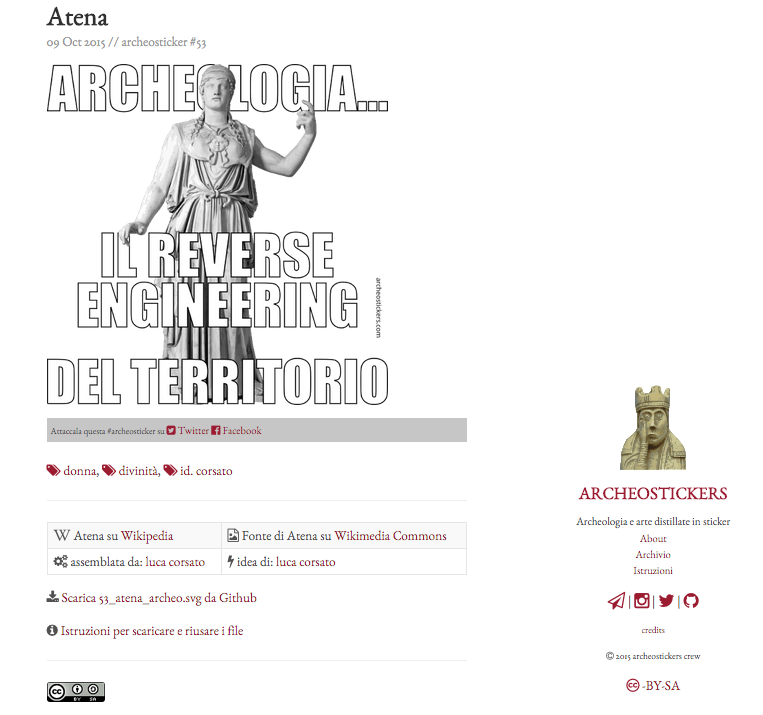 Atena
09 Oct 2015 // archeosticker #53
ARCHEOLOGIA...
IL REVERSE
ENGINEERING
archeostickers.com
DEL TERRITORIO
Attaccala questa #archeosticker su Twitter Facebook
donna, divinità, id. corsato
W Atena su Wikipedia Fonte di Atena su Wikimedia Commons
assemblata da: luca corsato idea di: luca corsato
Scarica 53_atena_archeo.svg da Github
Istruzioni per scaricare e riusare i file
cc BY SA
ARCHEOSTICKERS
Archeologia e arte distillate in sticker
About
Archivio
Istruzioni
| | |
credits
© 2015 archeostickers crew
cc -BY-SA